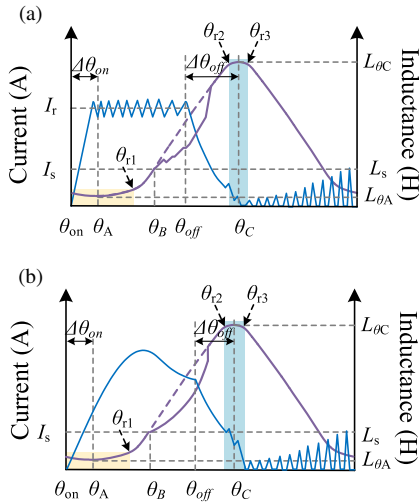 (a)
Δθon
Δθoff
θr2
θr3
LθC
Ir
θr1
Is
Ls
LθA
Current (A)
Inductance (H)
θon
θA
θB
θoff
θC
(b)
Δθon
Δθoff
θr2
θr3
LθC
θr1
Is
Ls
LθA
Current (A)
Inductance (H)
θon
θA
θB
θoff
θC